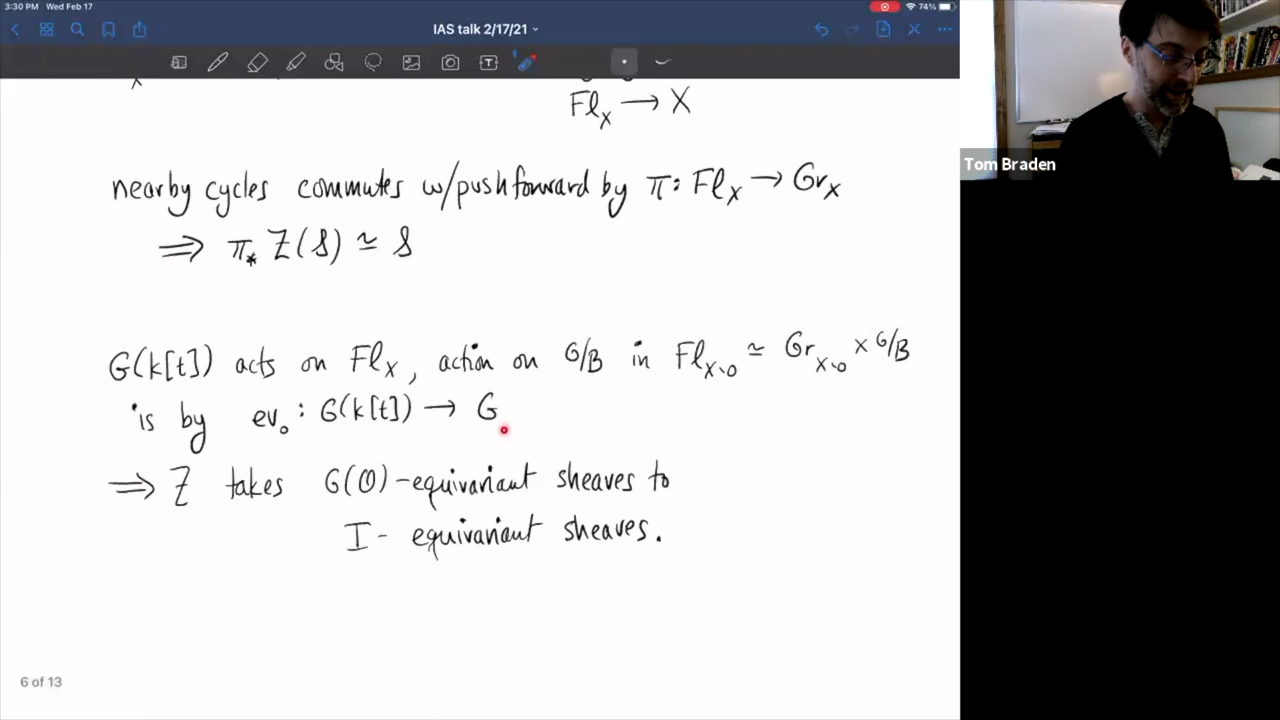 3:30 PM Wed Feb 17
74%
IAS talk 2/17/21
Fl_X → X
Tom Braden
nearby cycles commutes w/pushforward by π: Fl_X → Gr_X
⟹ π_* Z(S) ≃ S
G(k[t]) acts on Fl_X, action on G/B in Fl_{X∖0} ≃ Gr_{X∖0} × G/B
is by ev_0 : G(k[t]) → G
⟹ Z takes G(O)-equivariant sheaves to
I-equivariant sheaves.
6 of 13